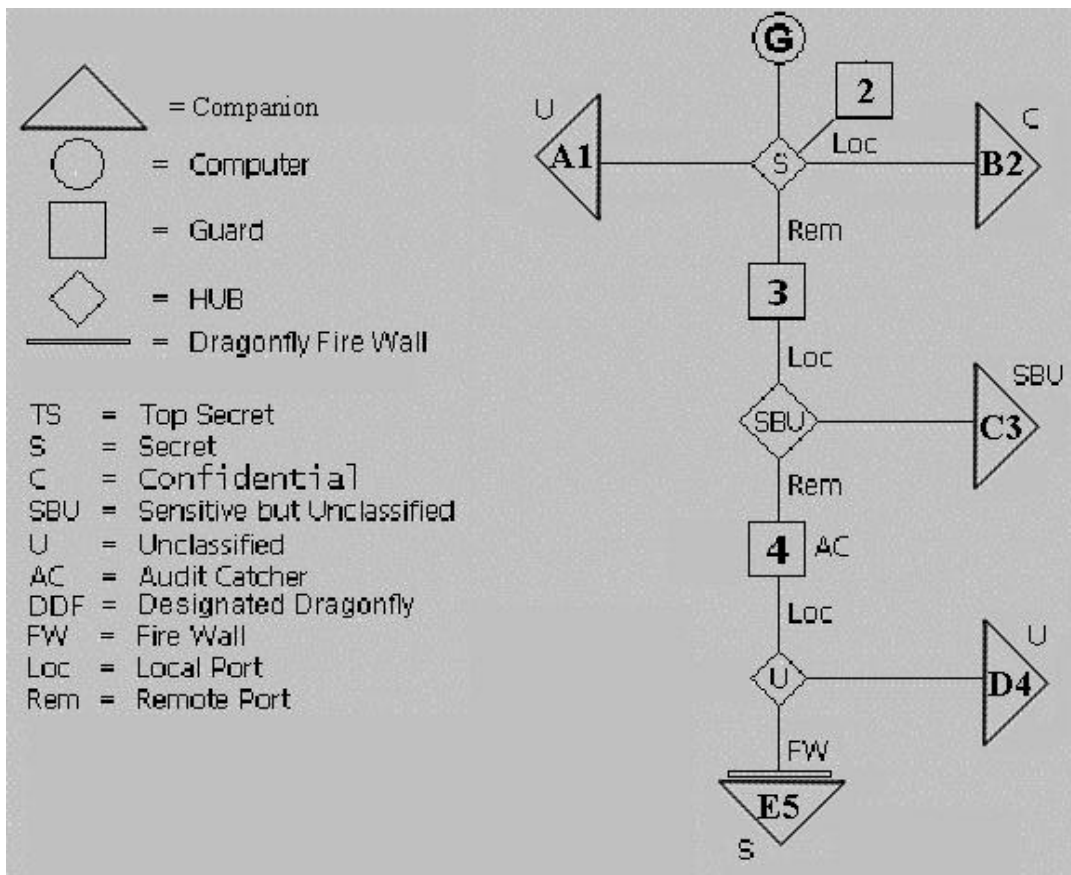 = Companion
= Computer
= Guard
= HUB
= Dragonfly Fire Wall
TS = Top Secret
S = Secret
C = Confidential
SBU = Sensitive but Unclassified
U = Unclassified
AC = Audit Catcher
DDF = Designated Dragonfly
FW = Fire Wall
Loc = Local Port
Rem = Remote Port
G
2
U
C
Loc
A1
S
B2
Rem
3
Loc
SBU
SBU
C3
Rem
4 AC
Loc
U
U
D4
FW
E5
S